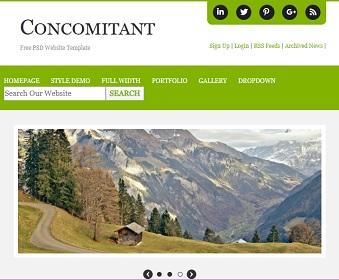 CONCOMITANT
Free PSD Website Template
Sign Up | Login | RSS Feeds | Archived News |
HOMEPAGE STYLE DEMO FULL WIDTH PORTFOLIO GALLERY DROPDOWN
Search Our Website SEARCH